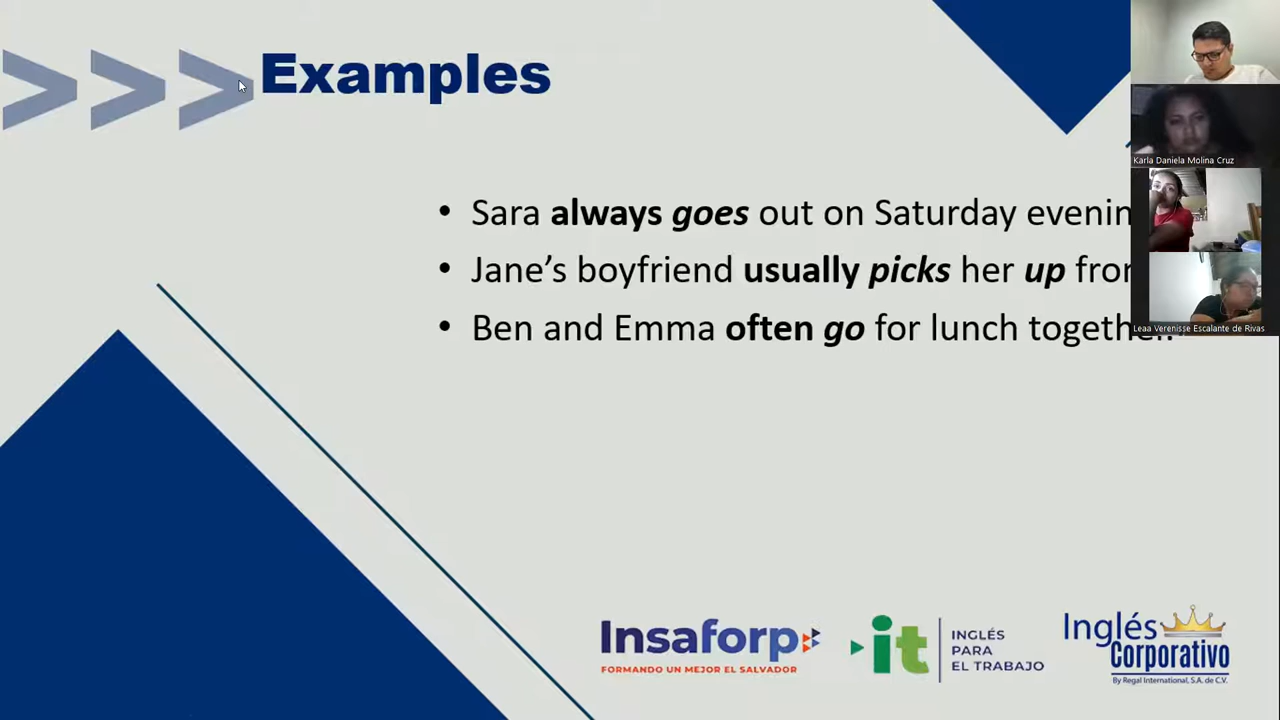 Examples
• Sara always goes out on Saturday
• Jane's boyfriend usually picks her up
• Ben and Emma often go for lunch together.
Karla Daniela Molina Cruz
Leaa Verenisse Escalante de Rivas
Insaforp
FORMANDO UN MEJOR EL SALVADOR
it
INGLÉS
PARA
EL TRABAJO
Inglés
Corporativo
By Regal International, S.A. de C.V.